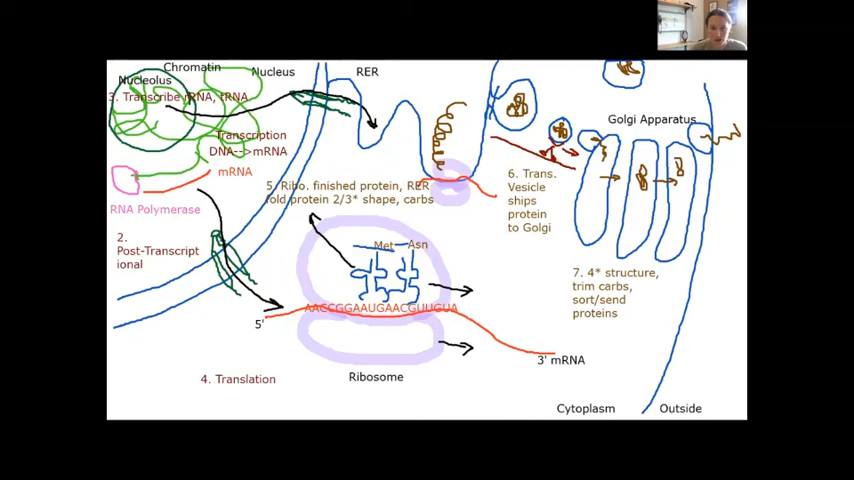 Chromatin
Nucleolus
Nucleus
RER
3. Transcribe rRNA, tRNA
Golgi Apparatus
Transcription
DNA-->mRNA
mRNA
6. Trans.
Vesicle
ships
protein
to Golgi
5. Ribo. finished protein, RER
fold protein 2/3* shape, carbs
RNA Polymerase
2.
Post-Transcript
ional
Met
Asn
7. 4* structure,
trim carbs,
sort/send
proteins
AACCGGAAUGAACGUUGUA
5'
3' mRNA
4. Translation
Ribosome
Cytoplasm
Outside